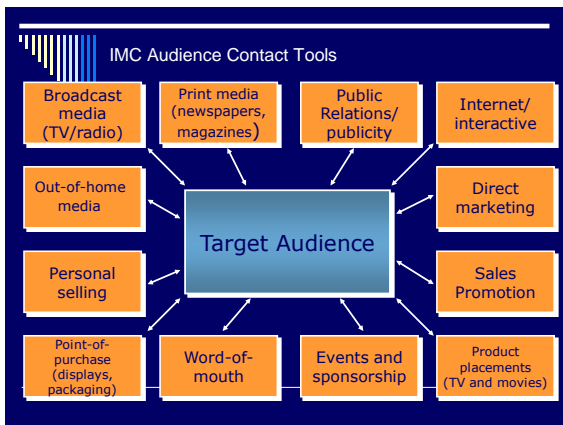 IMC Audience Contact Tools
Broadcast
media
(TV/radio)
Print media
(newspapers,
magazines)
Public
Relations/
publicity
Internet/
interactive
Out-of-home
media
Direct
marketing
Target Audience
Personal
selling
Sales
Promotion
Point-of-
purchase
(displays,
packaging)
Word-of-
mouth
Events and
sponsorship
Product
placements
(TV and movies)